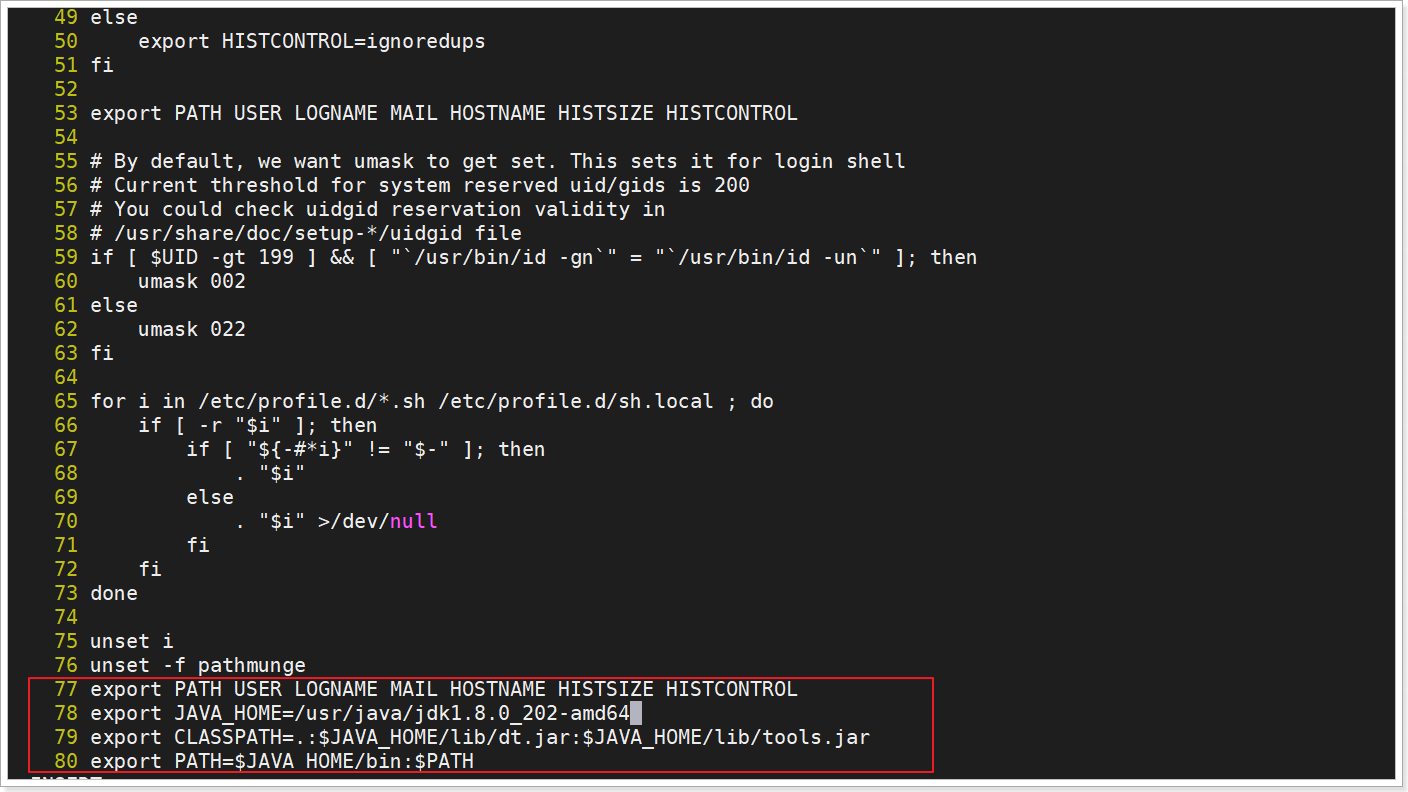 49 else
50     export HISTCONTROL=ignoredups
51 fi
52
53 export PATH USER LOGNAME MAIL HOSTNAME HISTSIZE HISTCONTROL
54
55 # By default, we want umask to get set. This sets it for login shell
56 # Current threshold for system reserved uid/gids is 200
57 # You could check uidgid reservation validity in
58 # /usr/share/doc/setup-*/uidgid file
59 if [ $UID -gt 199 ] && [ "`/usr/bin/id -gn`" = "`/usr/bin/id -un`" ]; then
60     umask 002
61 else
62     umask 022
63 fi
64
65 for i in /etc/profile.d/*.sh /etc/profile.d/sh.local ; do
66     if [ -r "$i" ]; then
67         if [ "${-#*i}" != "$-" ]; then
68             . "$i"
69         else
70             . "$i" >/dev/null
71         fi
72     fi
73 done
74
75 unset i
76 unset -f pathmunge
77 export PATH USER LOGNAME MAIL HOSTNAME HISTSIZE HISTCONTROL
78 export JAVA_HOME=/usr/java/jdk1.8.0_202-amd64
79 export CLASSPATH=.:$JAVA_HOME/lib/dt.jar:$JAVA_HOME/lib/tools.jar
80 export PATH=$JAVA_HOME/bin:$PATH